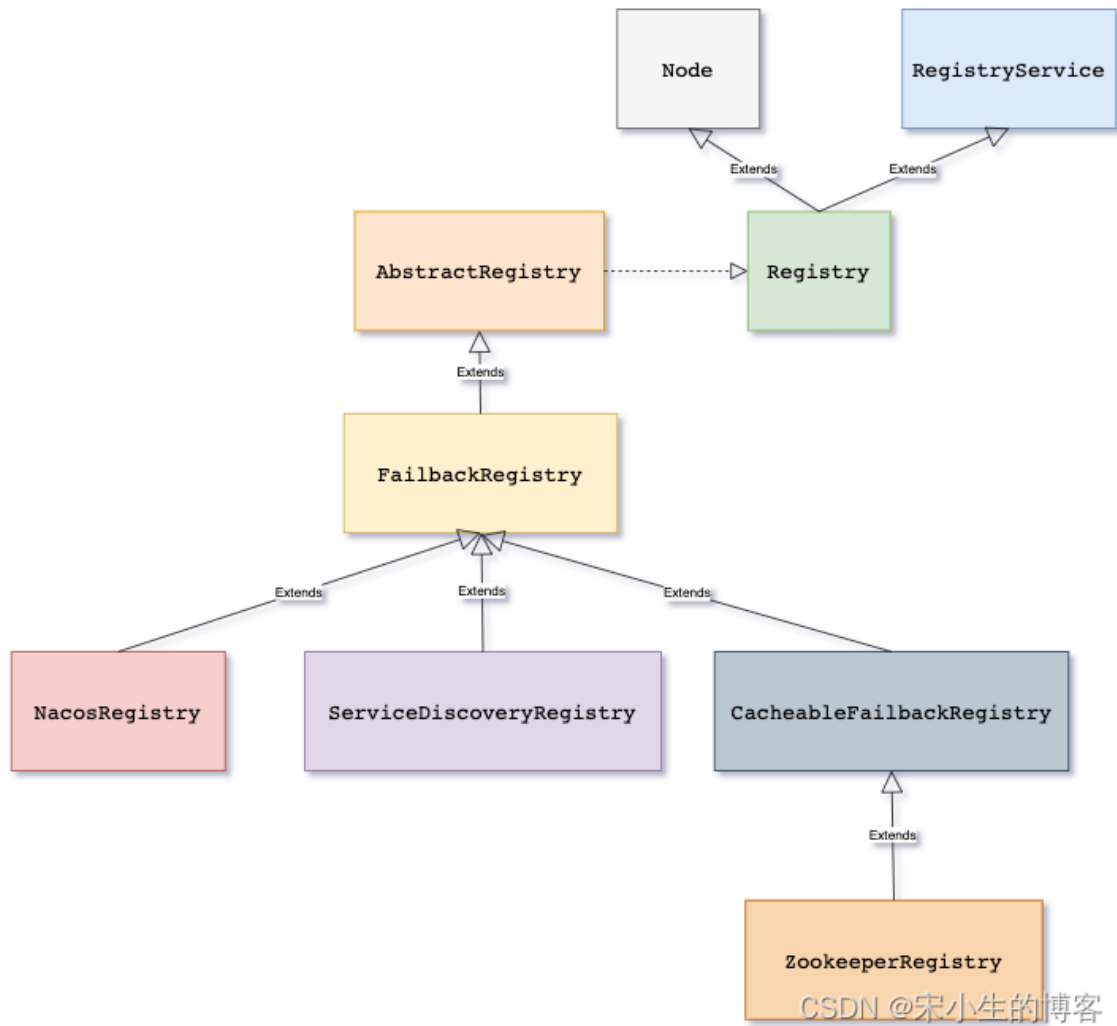 Node
RegistryService
Extends
Extends
AbstractRegistry
Registry
Extends
FailbackRegistry
Extends
Extends
Extends
NacosRegistry
ServiceDiscoveryRegistry
CacheableFailbackRegistry
Extends
ZookeeperRegistry
CSDN @宋小生的博客